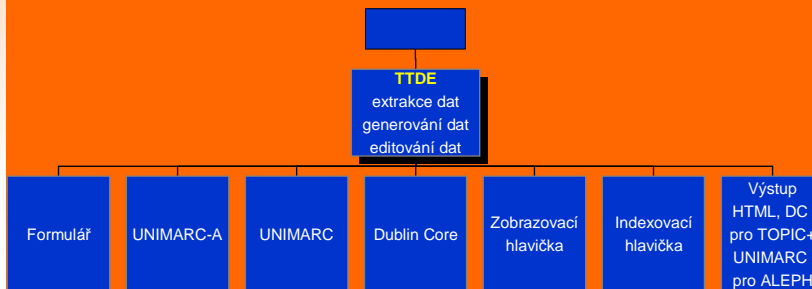 TTDE
extrakce dat
generování dat
editování dat
Formulář
UNIMARC-A
UNIMARC
Dublin Core
Zobrazovací
hlavička
Indexovací
hlavička
Výstup
HTML, DC
pro TOPIC+
UNIMARC
pro ALEPH